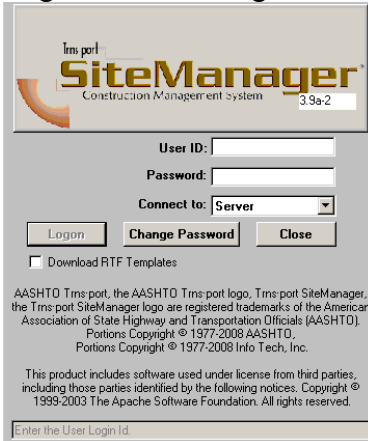 Trns·port
SiteManager
Construction Management System
3.9a-2
User ID:
Password:
Connect to: Server
Logon Change Password Close
Download RTF Templates
AASHTO Trns·port, the AASHTO Trns·port logo, Trns·port SiteManager,
the Trns·port SiteManager logo are registered trademarks of the American
Association of State Highway and Transportation Officials (AASHTO).
Portions Copyright © 1977-2008 AASHTO,
Portions Copyright © 1977-2008 Info Tech, Inc.
This product includes software used under license from third parties,
including those parties identified by the following notices. Copyright ©
1999-2003 The Apache Software Foundation. All rights reserved.
Enter the User Login Id.